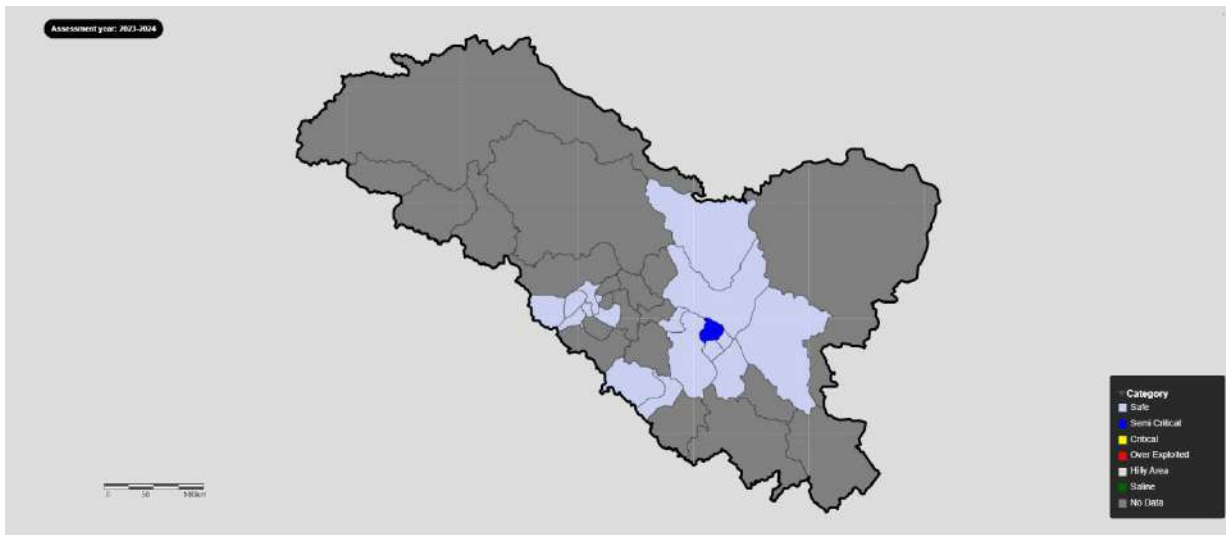 Assessment year: 2023-2024
Category
Safe
Semi Critical
Critical
Over Exploited
Hilly Area
Saline
No Data
0 50 100km